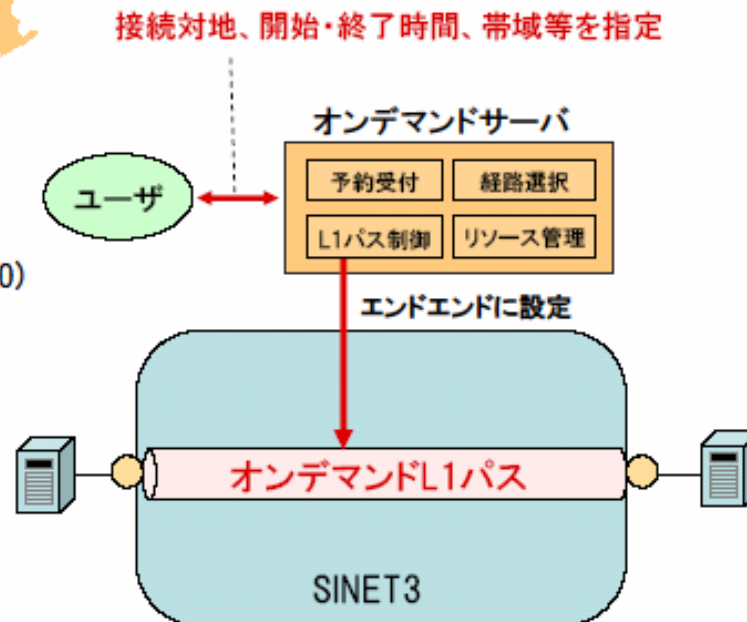 接続対地、開始・終了時間、帯域等を指定
オンデマンドサーバ
ユーザ
予約受付
経路選択
L1パス制御
リソース管理
0)
エンドエンドに設定
オンデマンドL1パス
SINET3